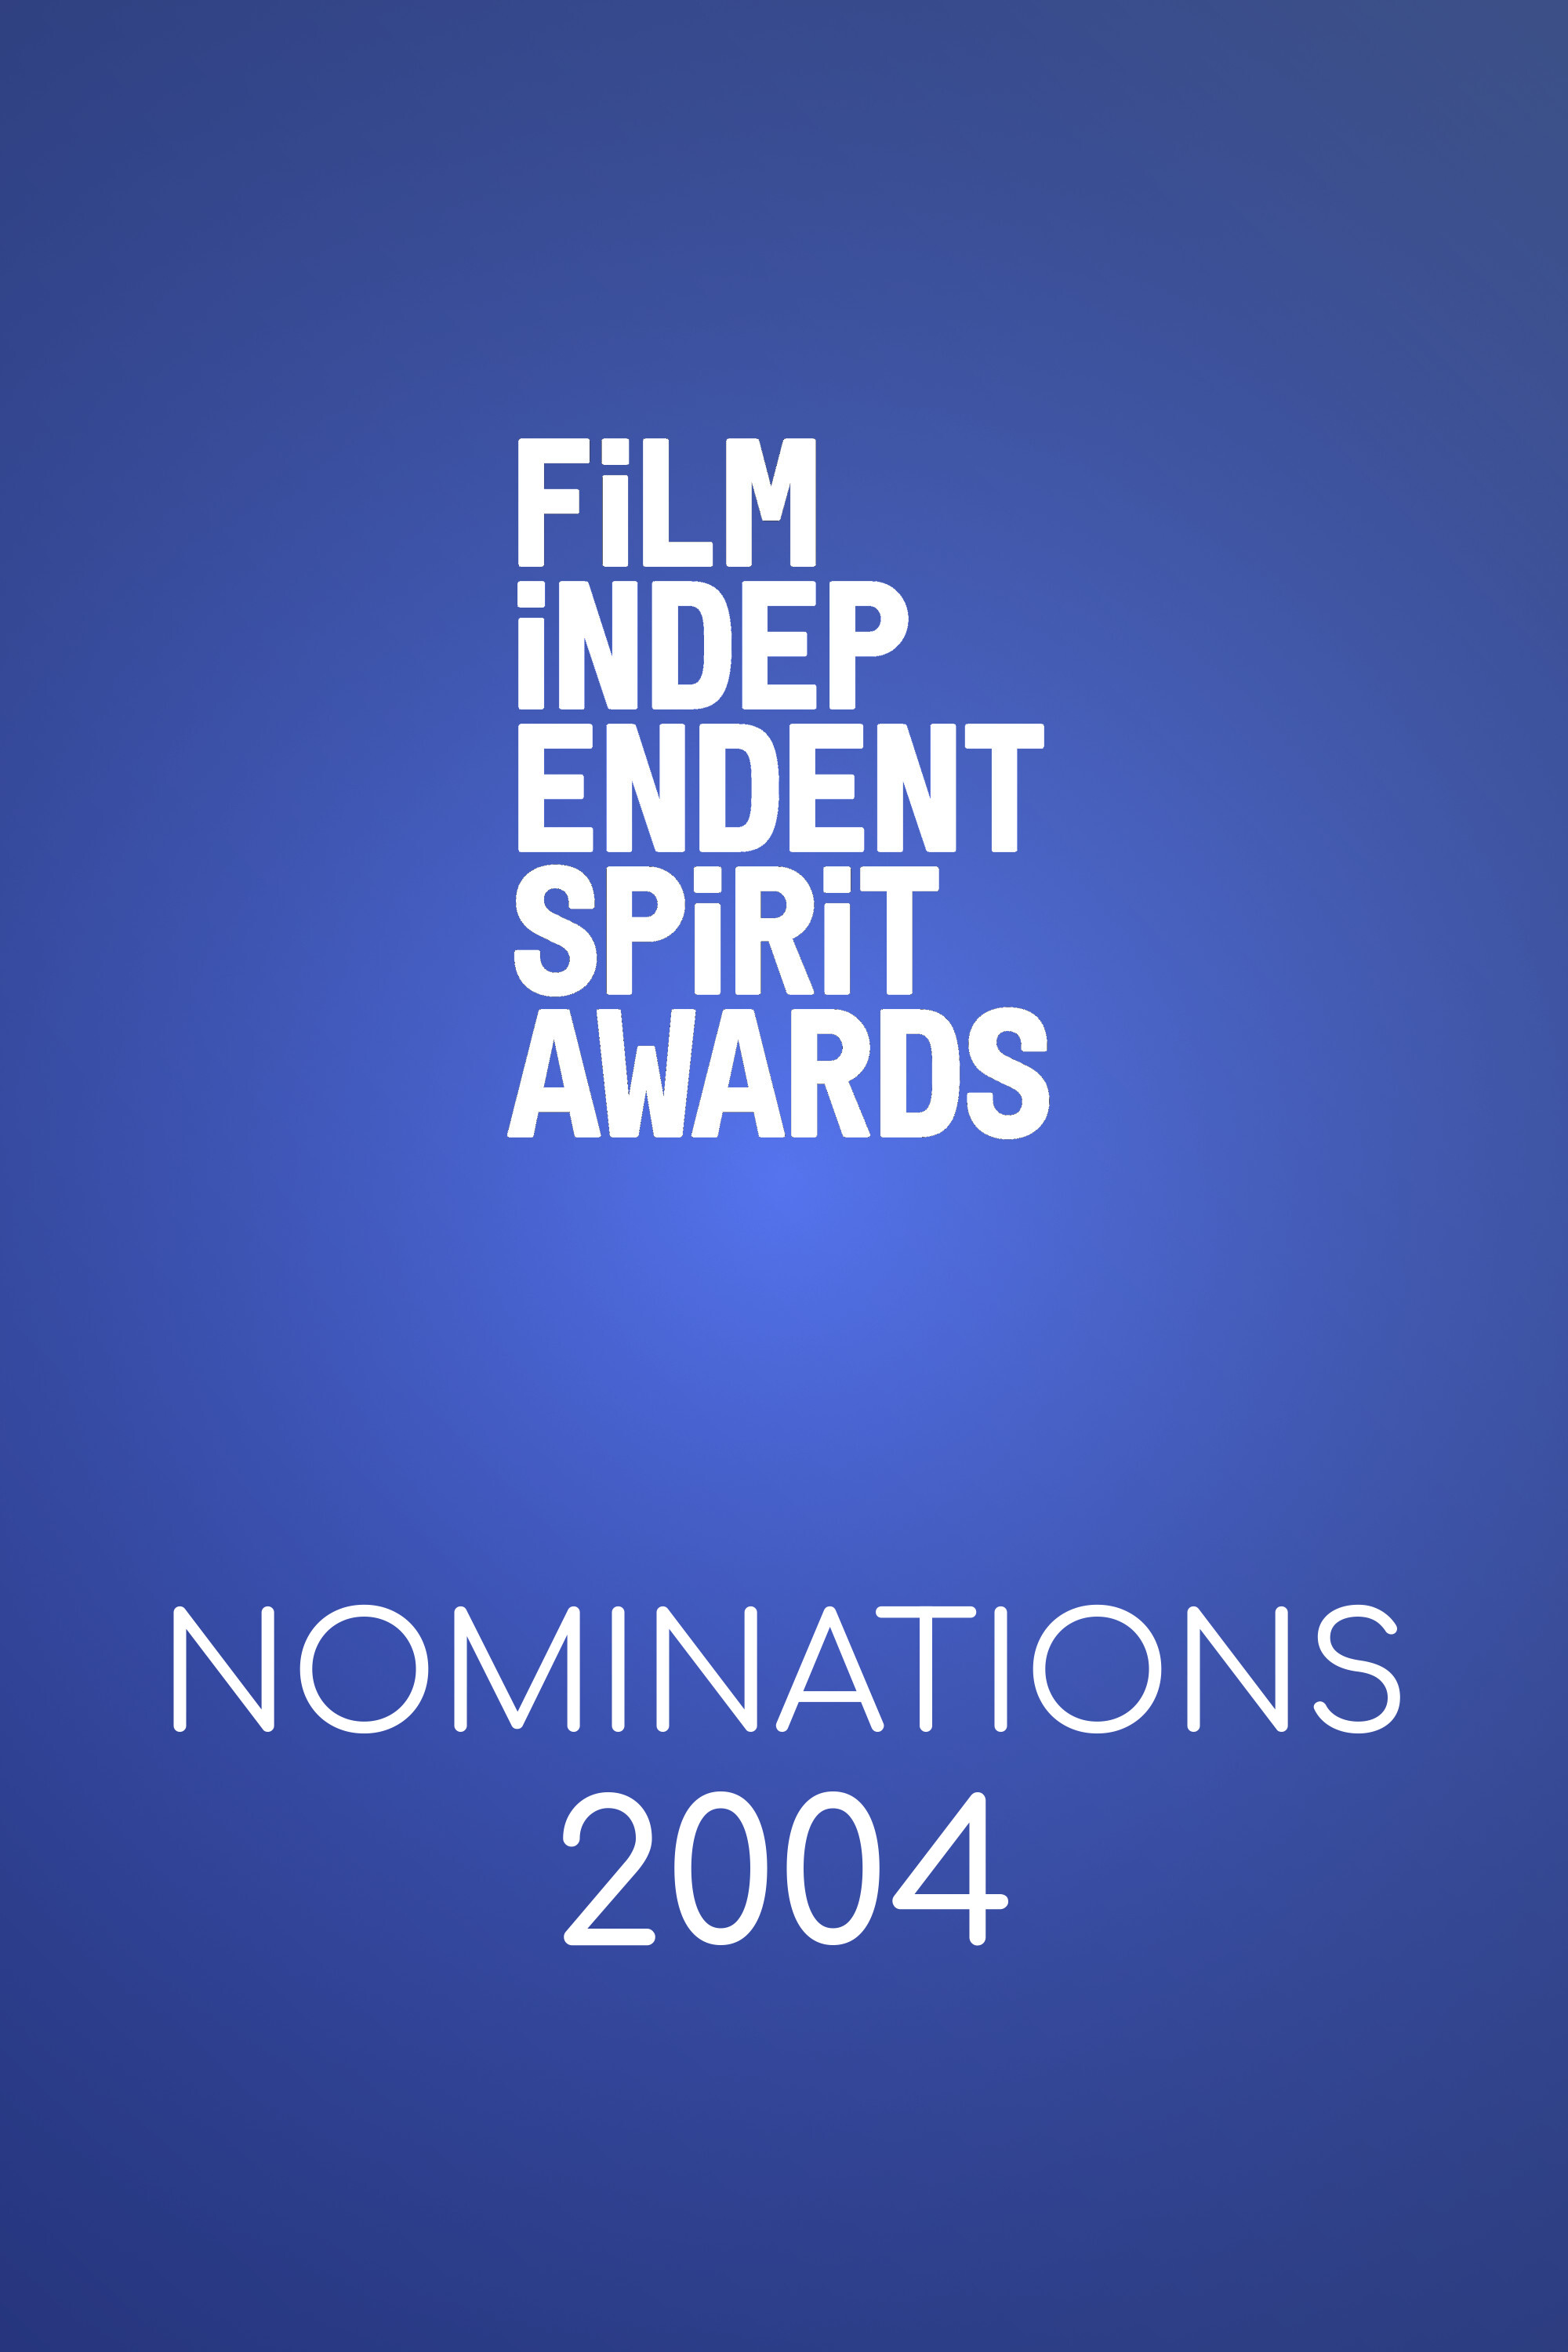 FiLM
iNDEP
ENDENT
SPiRiT
AWARDS
NOMINATIONS
2004